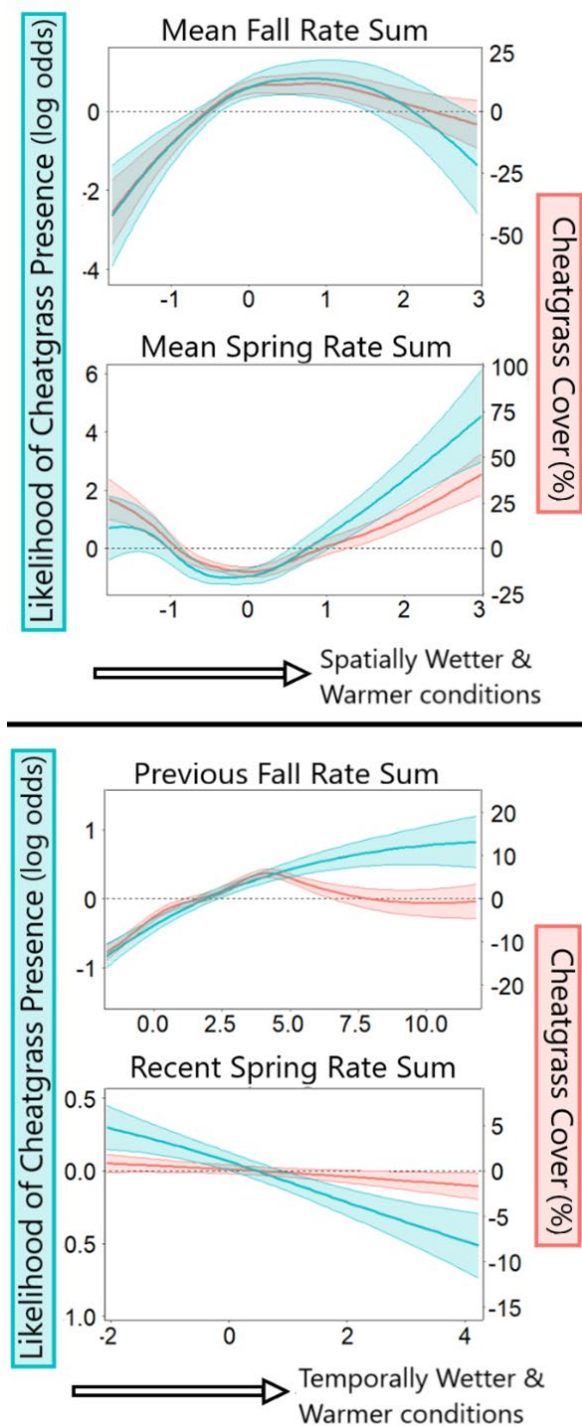 Mean Fall Rate Sum
Likelihood of Cheatgrass Presence (log odds)
Cheatgrass Cover (%)
0
-2
-4
25
0
-25
-50
-1 0 1 2 3
Mean Spring Rate Sum
6
4
2
0
100
75
50
25
0
-25
-1 0 1 2 3
Spatially Wetter &
Warmer conditions
Previous Fall Rate Sum
Likelihood of Cheatgrass Presence (log odds)
Cheatgrass Cover (%)
1
0
-1
20
10
0
-10
-20
0.0 2.5 5.0 7.5 10.0
Recent Spring Rate Sum
0.5
0.0
0.5
1.0
5
0
-5
-10
-15
-2 0 2 4
Temporally Wetter &
Warmer conditions